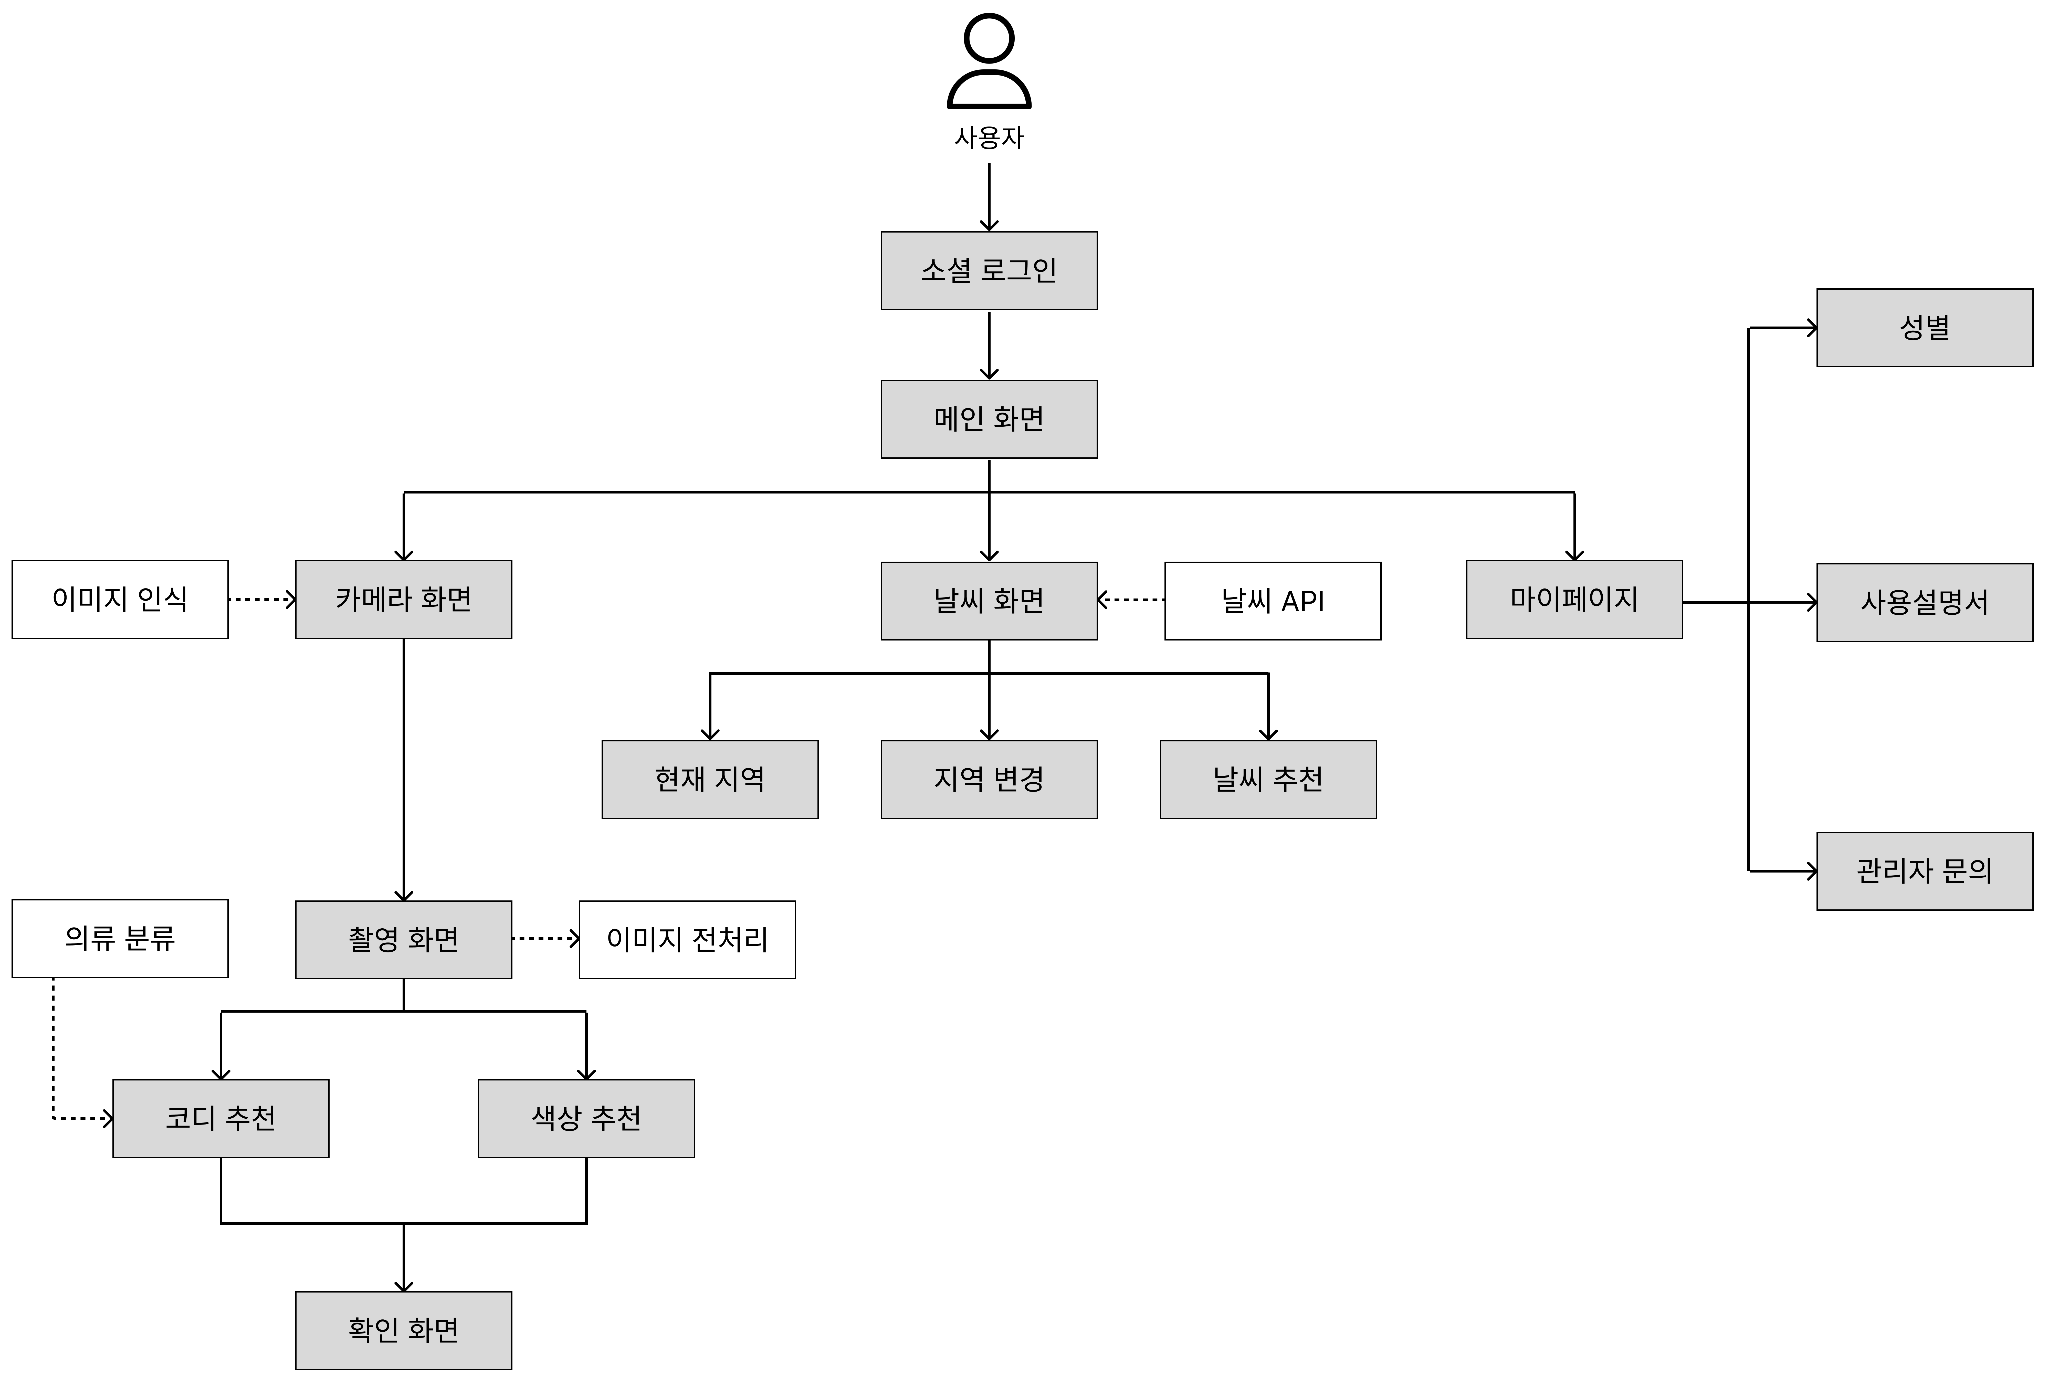 사용자
소셜 로그인
메인 화면
이미지 인식
카메라 화면
날씨 화면
날씨 API
마이페이지
성별
사용설명서
관리자 문의
현재 지역
지역 변경
날씨 추천
의류 분류
촬영 화면
이미지 전처리
코디 추천
색상 추천
확인 화면